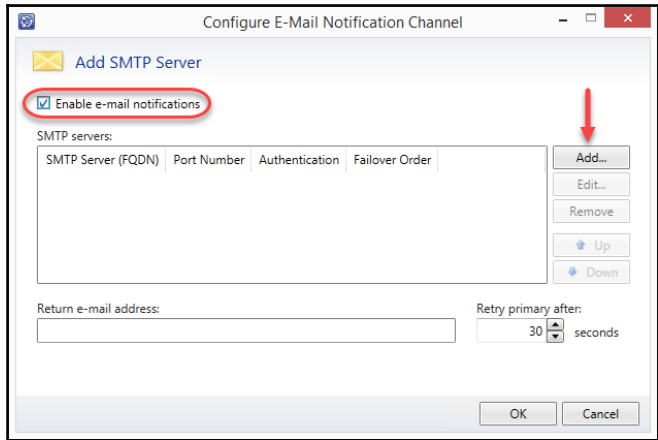 Configure E-Mail Notification Channel
Add SMTP Server
Enable e-mail notifications
SMTP servers:
SMTP Server (FQDN) Port Number Authentication Failover Order
Add...
Edit...
Remove
Up
Down
Return e-mail address:
Retry primary after:
30 seconds
OK Cancel